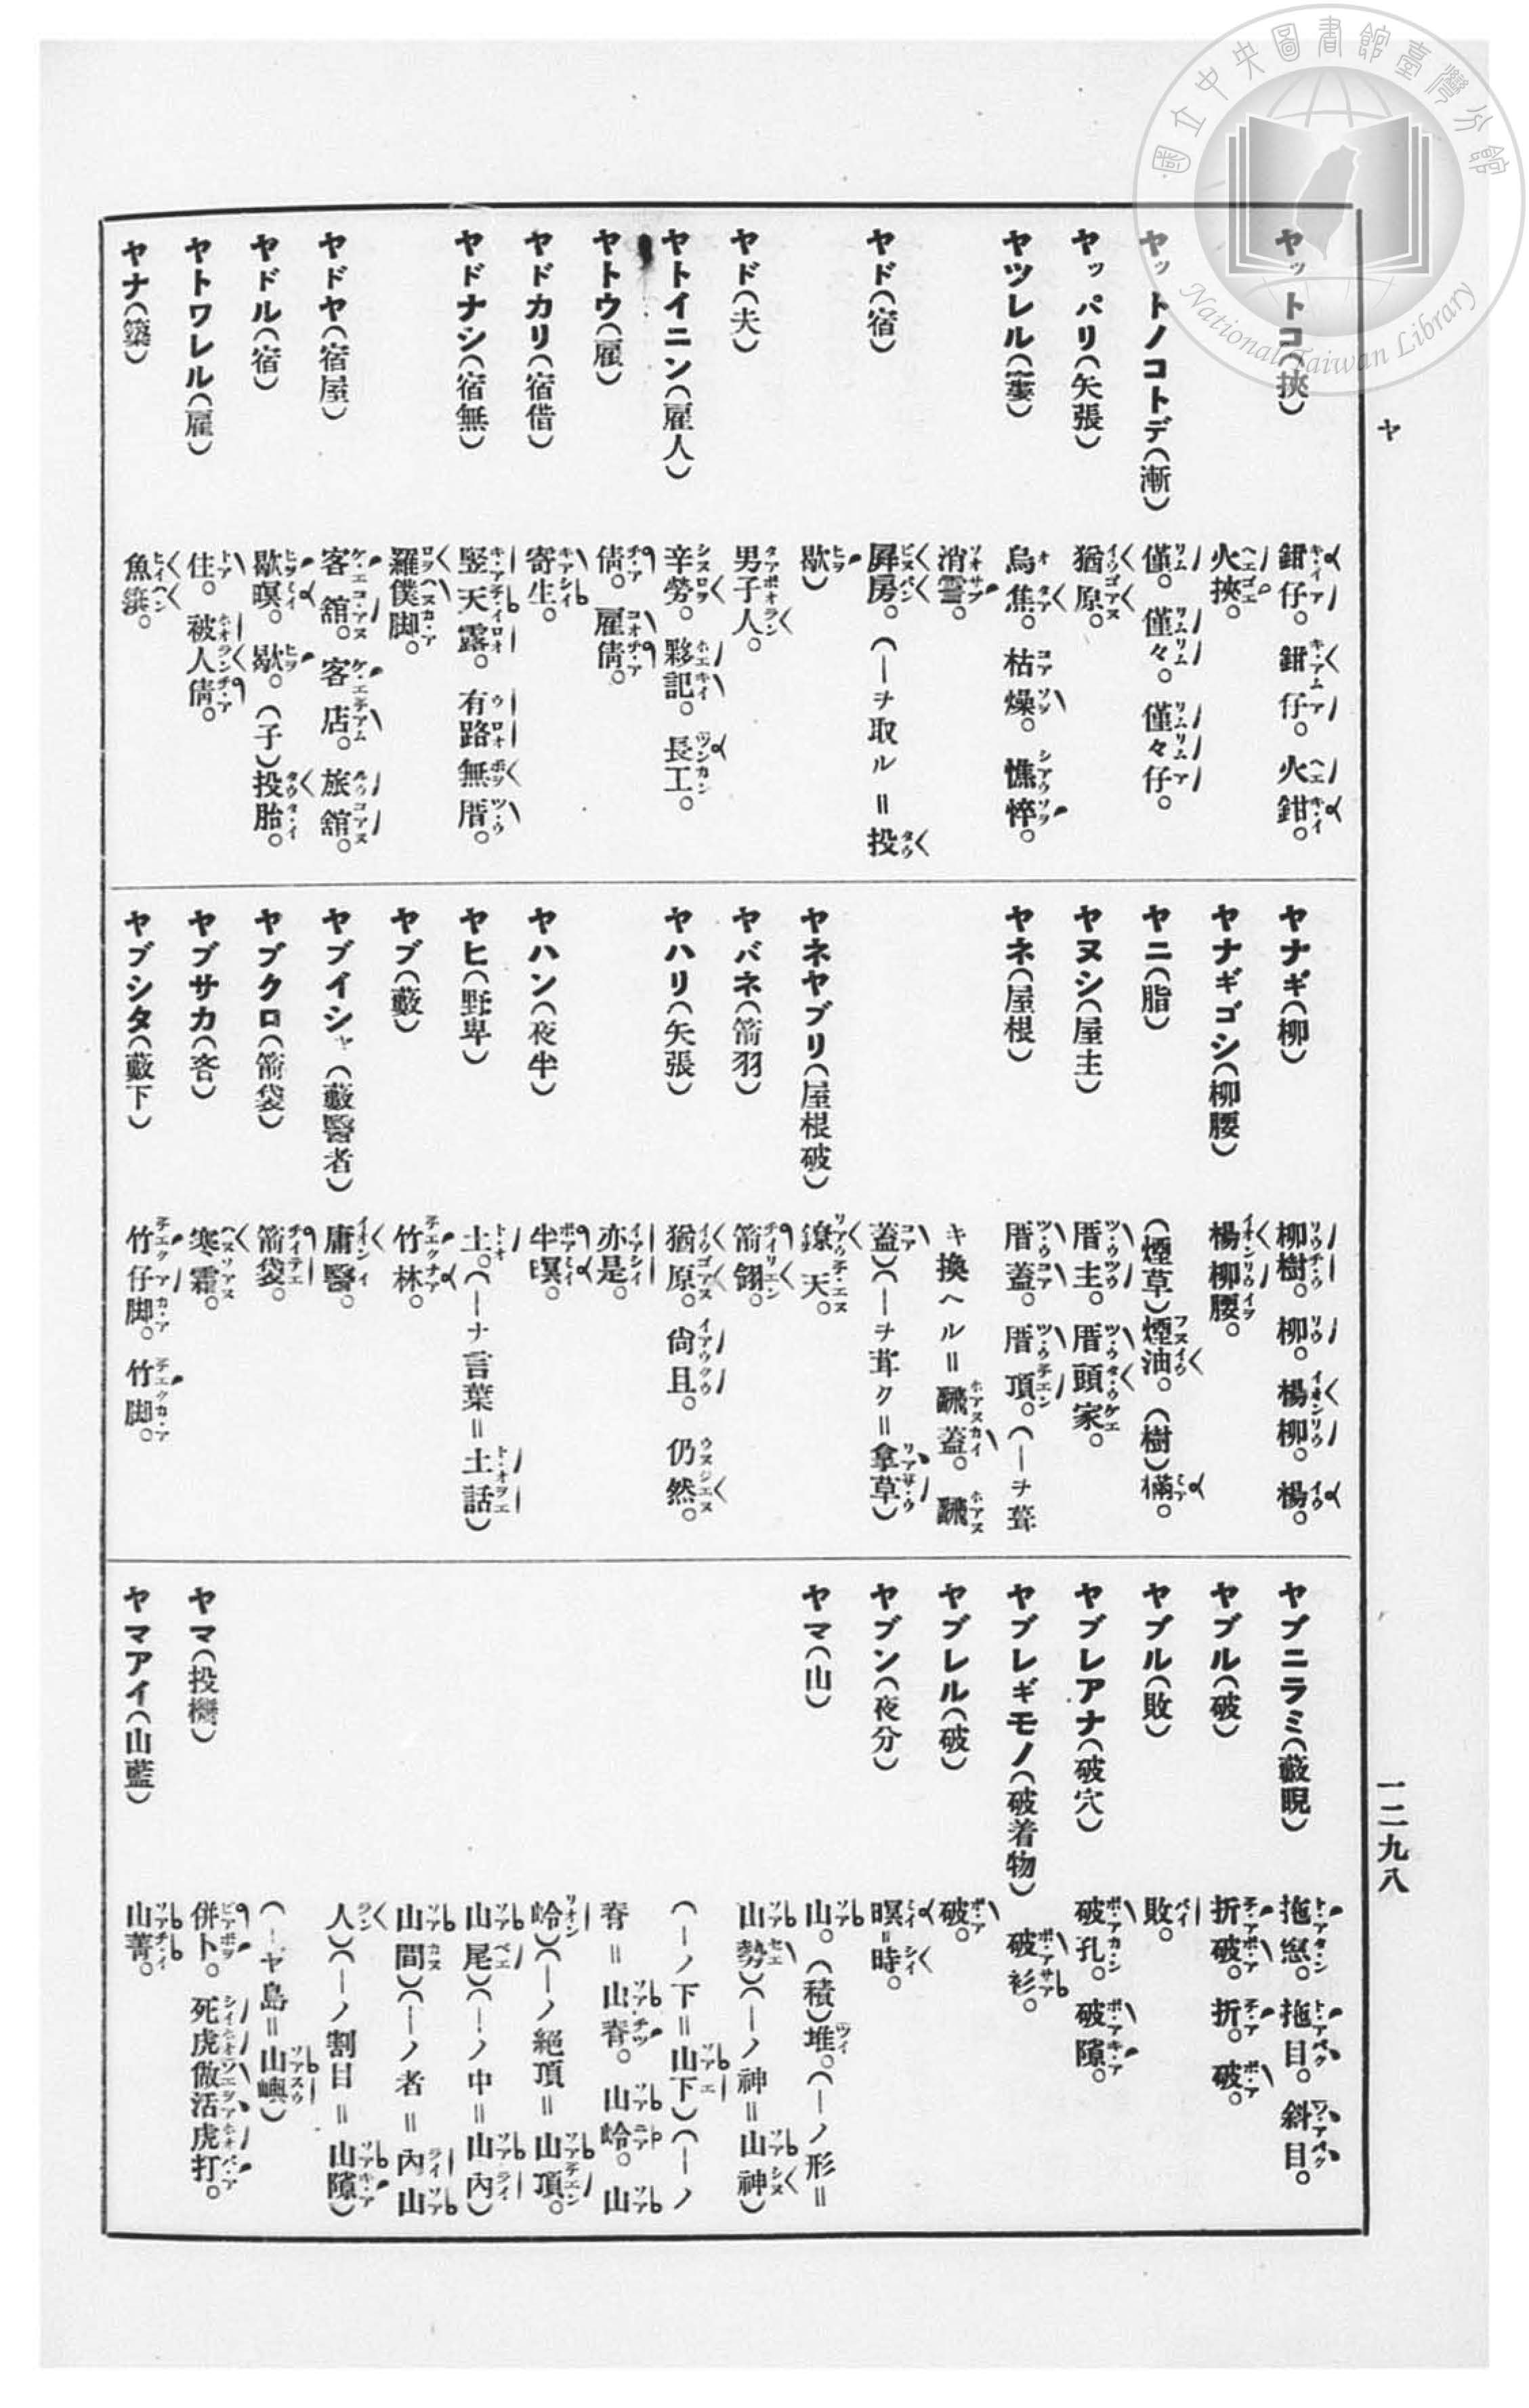 國立中央圖書館臺灣分館
National Taiwan Library
ヤ
一二九八
ヤットコ(挾) 鉗仔。鉗仔。火鉗。
火挾。
ヤットノコトデ(漸) 僅。僅々。僅々仔。
ヤッパリ(矢張) 猶原。
ヤツレル(窶) 烏焦。枯燥。憔悴。
消瘦。
ヤド(宿) 屛房。(―ヲ取ル=投
歇)
ヤド(夫) 男子人。
ヤトイニン(雇人) 辛勞。夥記。長工。
ヤトウ(雇) 倩。雇倩。
ヤドカリ(宿借) 寄生。
ヤドナシ(宿無) 竪天露。有路無厝。
羅僕脚。
ヤドヤ(宿屋) 客舘。客店。旅舘。
ヤドル(宿) 歇暝。歇。(子)投胎。
ヤトワレル(雇) 住。被人倩。
ヤナ(簗) 魚。
ヤナギ(柳) 柳樹。柳。楊柳。楊。
ヤナギゴシ(柳腰) 楊柳腰。
ヤニ(脂) (煙草)煙油。(樹)樠。
ヤヌシ(屋主) 厝主。厝頭家。
ヤネ(屋根) 厝蓋。厝頂。(―ヲ葺
キ換ヘル=飜蓋。飜
蓋)(―ヲ茸ク=拿草)
ヤネヤブリ(屋根破) 鐐天。
ヤバネ(箭羽) 箭翎。
ヤハリ(矢張) 猶原。尙且。仍然。
亦是。
ヤハン(夜半) 半暝。
ヤヒ(野卑) 土。(―ナ言葉=土話)
ヤブ(藪) 竹林。
ヤブイシャ(藪醫者) 庸醫。
ヤブクロ(箭袋) 箭袋。
ヤブサカ(吝) 寒霜。
ヤブシタ(藪下) 竹仔脚。竹脚。
ヤブニラミ(藪睨) 拖窓。拖目。斜目。
ヤブル(破) 折破。折。破。
ヤブル(敗) 敗。
ヤブレアナ(破穴) 破孔。破隙。
ヤブレギモノ(破着物) 破衫。
ヤブレル(破) 破。
ヤブン(夜分) 暝時。
ヤマ(山) 山。(積)堆。(―ノ形=
山勢)(―ノ神=山神)
(―ノ下=山下)(―ノ
脊=山脊。山岭。山
岭)(―ノ絕頂=山頂。
山尾)(―ノ中=山內)
山間)(―ノ者=內山
人)(―ノ割目=山隙)
(―ヤ島=山嶼)
ヤマ(投機) 併卜。死虎做活虎打。
ヤマアイ(山藍) 山菁。